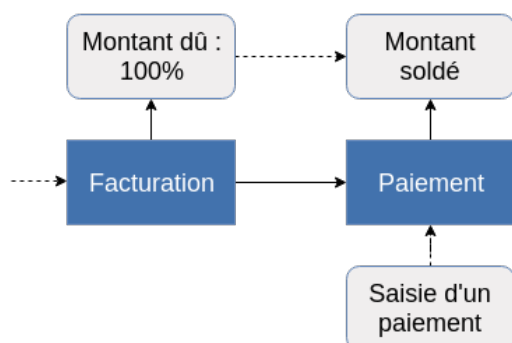 Montant dû :
100%
Montant
soldé
Facturation
Paiement
Saisie d'un
paiement